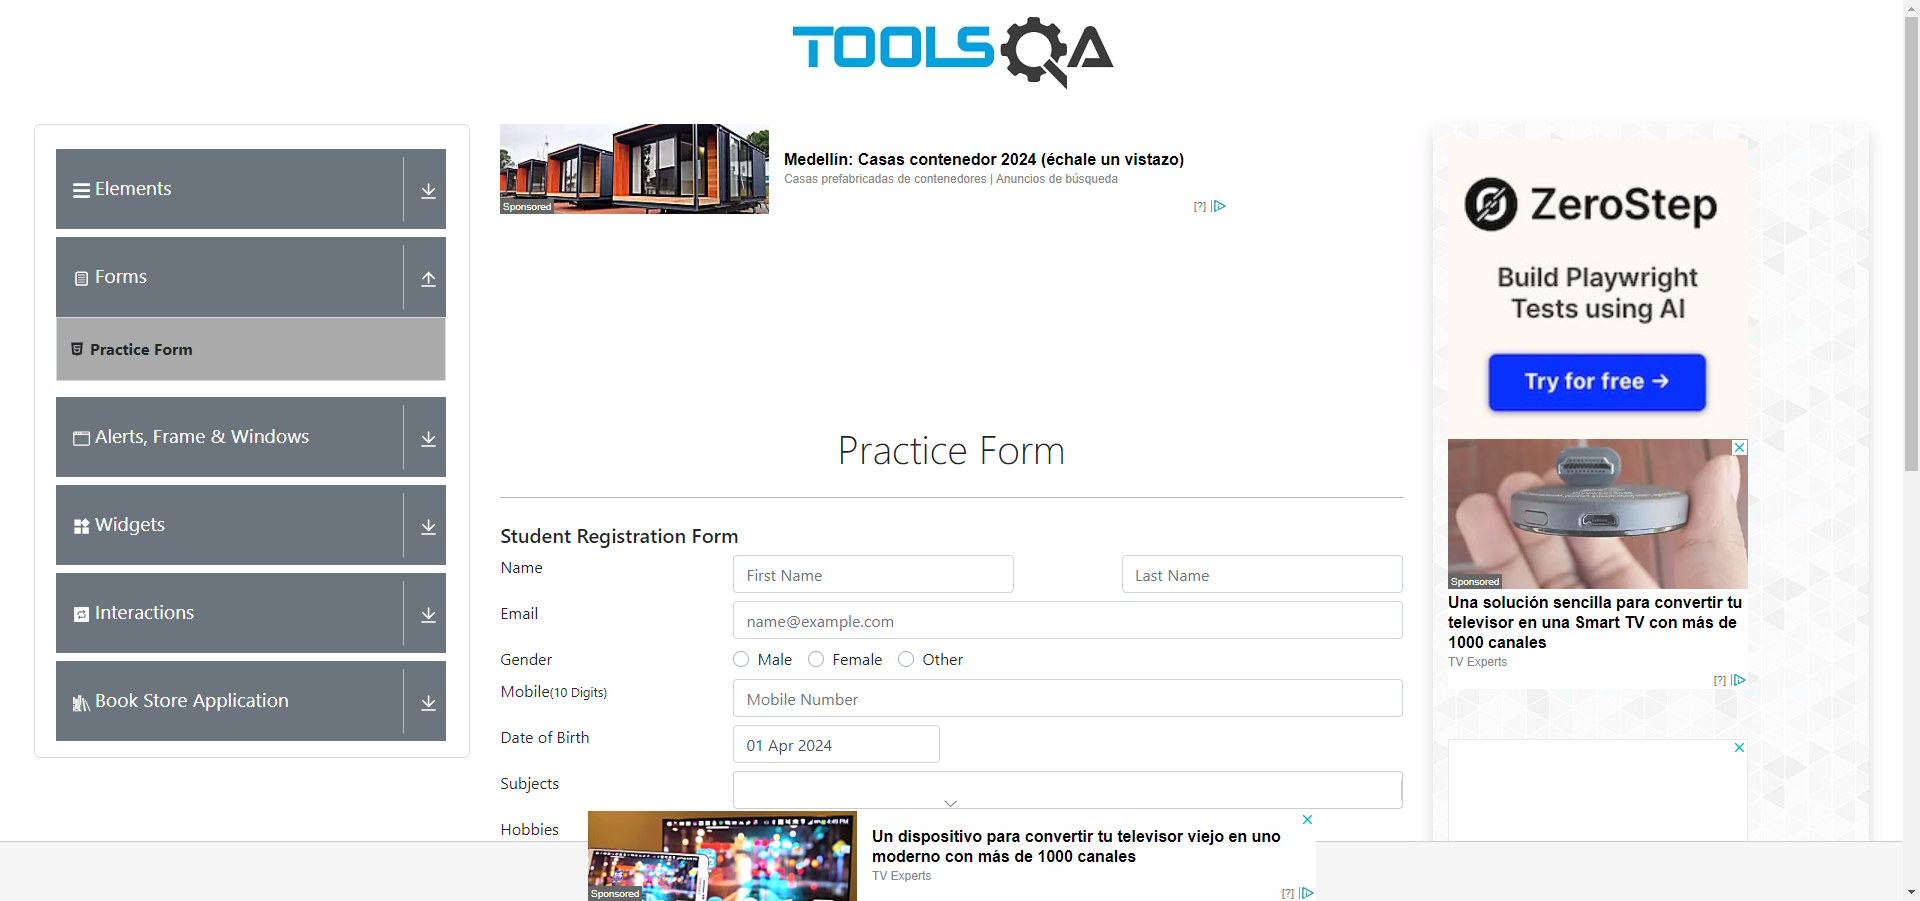 TOOLSQA
Elements
Forms
Practice Form
Alerts, Frame & Windows
Widgets
Interactions
Book Store Application
Sponsored
Medellín: Casas contenedor 2024 (échale un vistazo)
Casas prefabricadas de contenedores | Anuncios de búsqueda
[?]
Practice Form
Student Registration Form
Name
First Name
Last Name
Email
name@example.com
Gender
Male
Female
Other
Mobile(10 Digits)
Mobile Number
Date of Birth
01 Apr 2024
Subjects
Hobbies
Sponsored
Un dispositivo para convertir tu televisor viejo en uno
moderno con más de 1000 canales
TV Experts
[?]
ZeroStep
Build Playwright
Tests using AI
Try for free →
Sponsored
Una solución sencilla para convertir tu
televisor en una Smart TV con más de
1000 canales
TV Experts
[?]